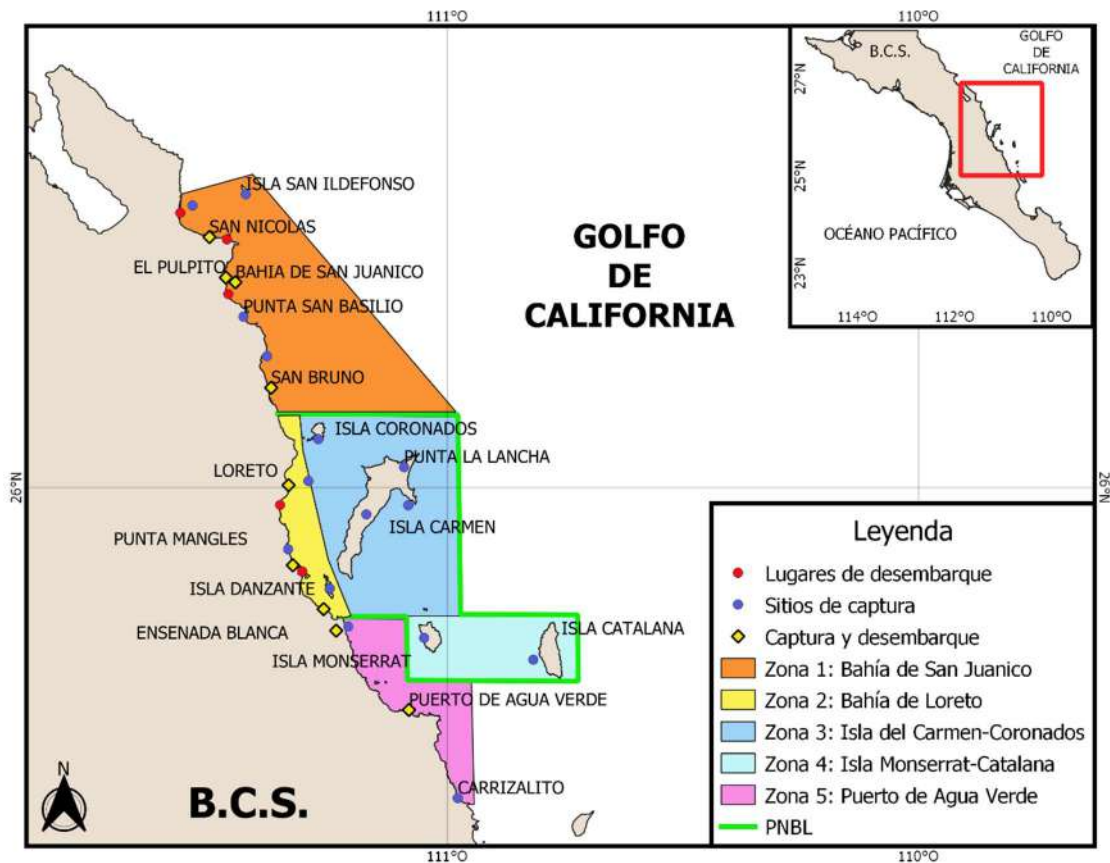 111°O
110°O
GOLFO
DE
CALIFORNIA
B.C.S.
27°N
25°N
23°N
OCÉANO PACÍFICO
114°O
112°O
110°O
ISLA SAN ILDEFONSO
SAN NICOLAS
EL PULPITO
BAHIA DE SAN JUANICO
PUNTA SAN BASILIO
SAN BRUNO
GOLFO
DE
CALIFORNIA
ISLA CORONADOS
PUNTA LA LANCHA
LORETO
26°N
26°N
ISLA CARMEN
PUNTA MANGLES
ISLA DANZANTE
ENSENADA BLANCA
ISLA CATALANA
ISLA MONSERRAT
PUERTO DE AGUA VERDE
CARRIZALITO
N
B.C.S.
Leyenda
Lugares de desembarque
Sitios de captura
Captura y desembarque
Zona 1: Bahía de San Juanico
Zona 2: Bahía de Loreto
Zona 3: Isla del Carmen-Coronados
Zona 4: Isla Monserrat-Catalana
Zona 5: Puerto de Agua Verde
PNBL
111°O
110°O